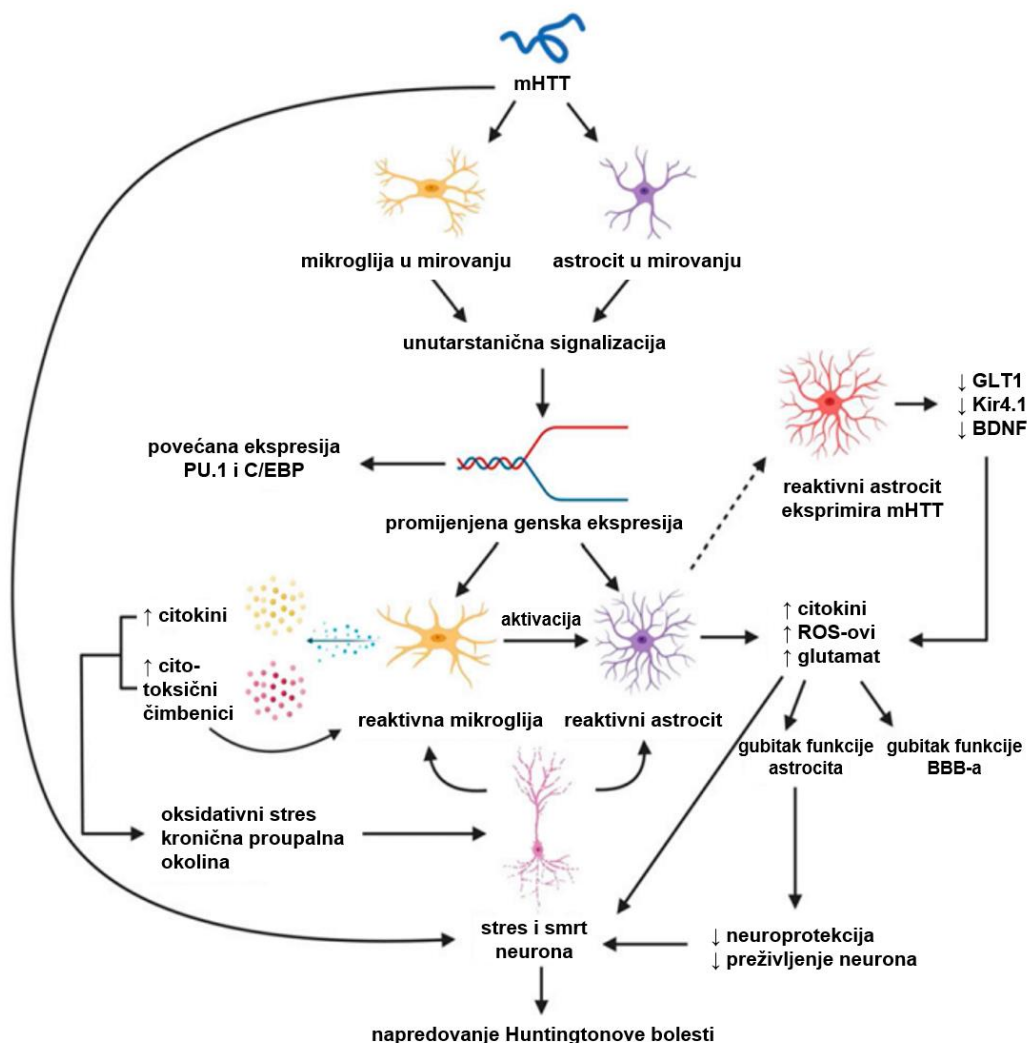 mHTT
mikroglija u mirovanju
astrocit u mirovanju
unutarstanična signalizacija
povećana ekspresija
PU.1 i C/EBP
promijenjena genska ekspresija
reaktivni astrocit
eksprimira mHTT
↓ GLT1
↓ Kir4.1
↓ BDNF
↑ citokini
↑ cito-
toksični
čimbenici
aktivacija
reaktivna mikroglija
reaktivni astrocit
↑ citokini
↑ ROS-ovi
↑ glutamat
gubitak funkcije
astrocita
gubitak funkcije
BBB-a
oksidativni stres
kronična proupalna
okolina
stres i smrt
neurona
↓ neuroprotekcija
↓ preživljenje neurona
napredovanje Huntingtonove bolesti